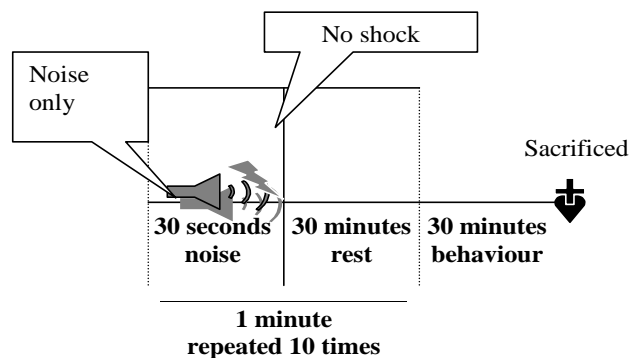 No shock
Noise
only
Sacrificed
30 seconds
noise
30 minutes
rest
30 minutes
behaviour
1 minute
repeated 10 times